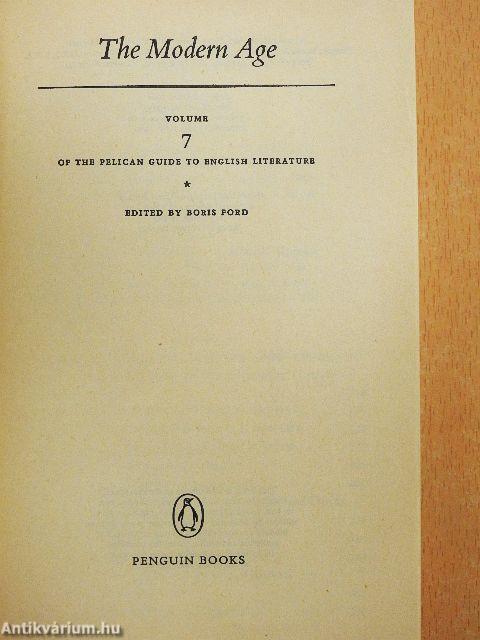 The Modern Age
VOLUME
7
OF THE PELICAN GUIDE TO ENGLISH LITERATURE
*
EDITED BY BORIS FORD
PENGUIN BOOKS
Antikvárium.hu